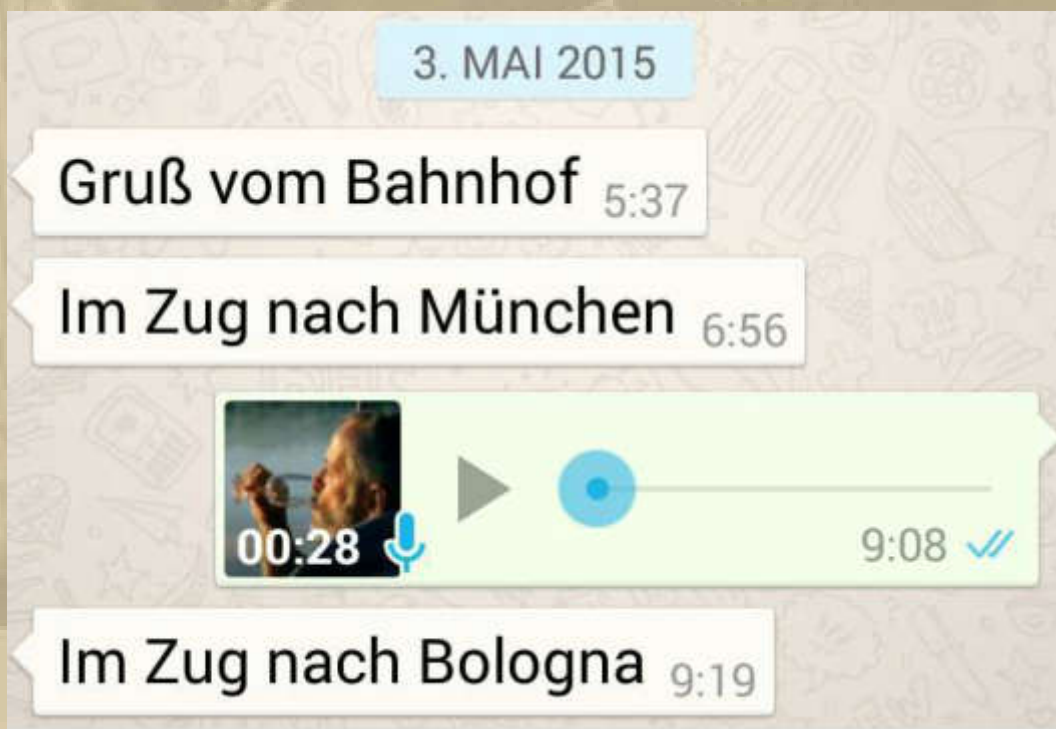 3. MAI 2015
Gruß vom Bahnhof 5:37
Im Zug nach München 6:56
00:28 9:08
Im Zug nach Bologna 9:19